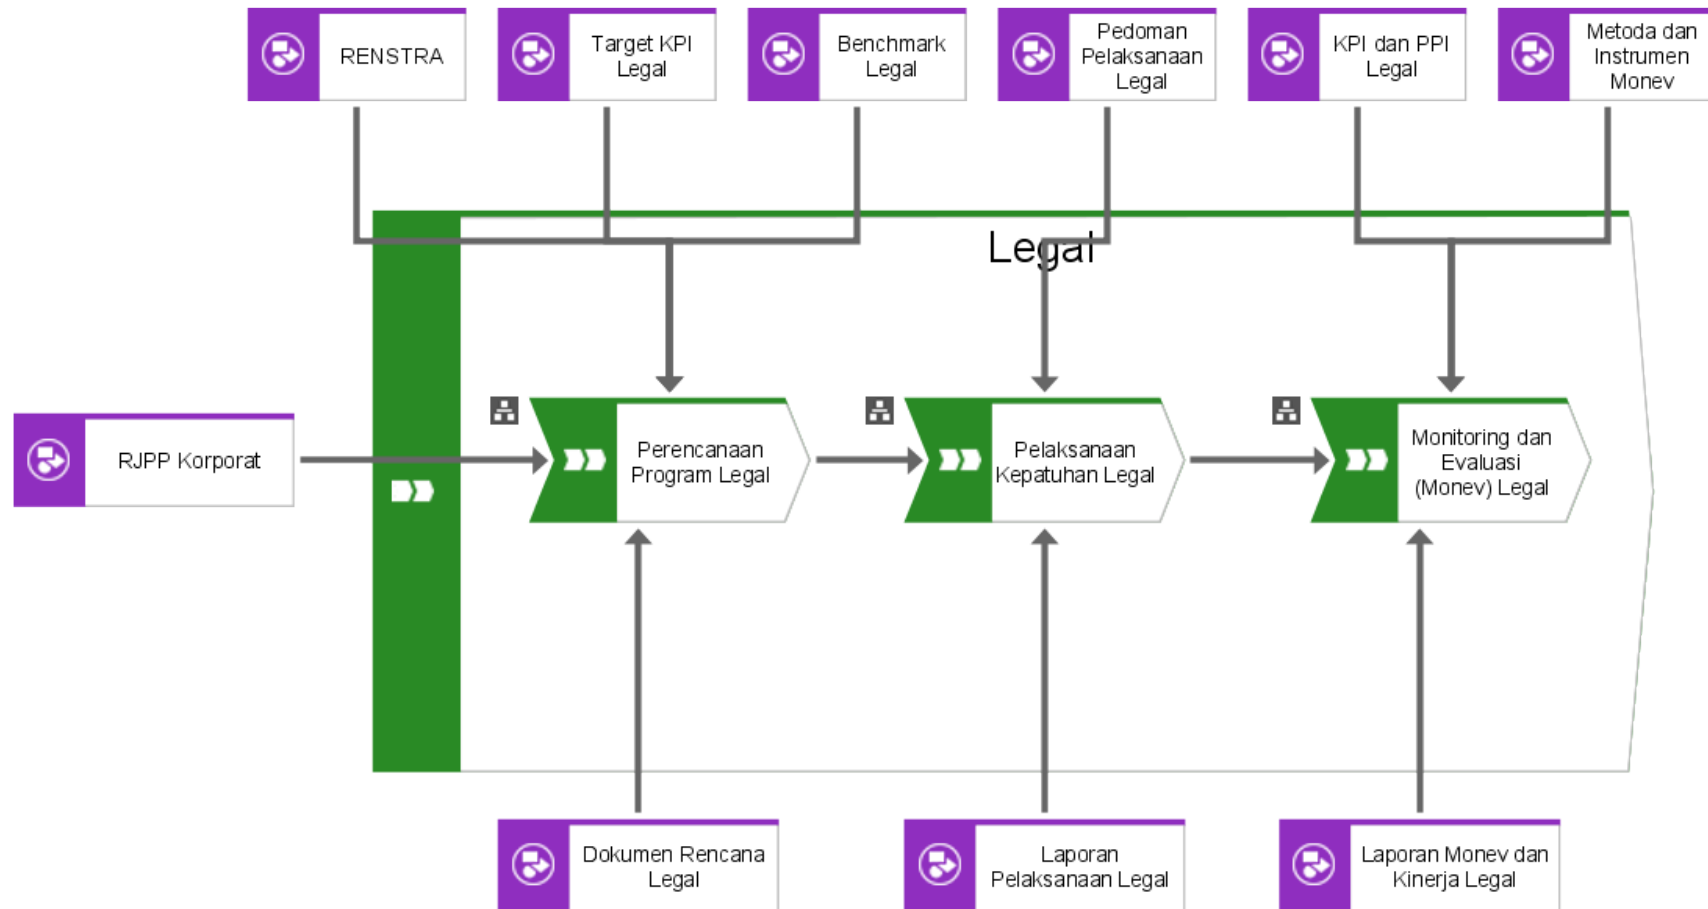 RENSTRA
Target KPI
Legal
Benchmark
Legal
Pedoman
Pelaksanaan
Legal
KPI dan PPI
Legal
Metoda dan
Instrumen
Monev
Legal
RJPP Korporat
Perencanaan
Program Legal
Pelaksanaan
Kepatuhan Legal
Monitoring dan
Evaluasi
(Monev) Legal
Dokumen Rencana
Legal
Laporan
Pelaksanaan Legal
Laporan Monev dan
Kinerja Legal